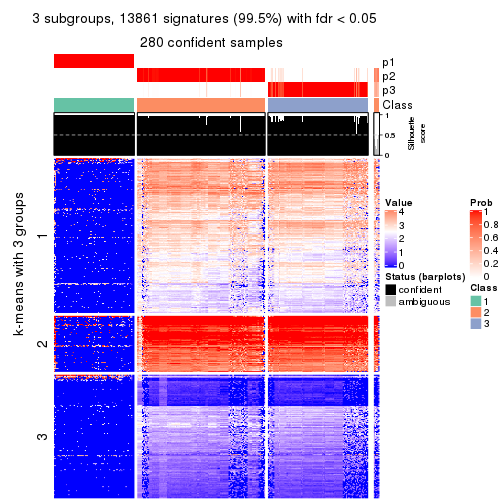 3 subgroups, 13861 signatures (99.5%) with fdr < 0.05
280 confident samples
p1
p2
p3
Class
1
0.5
0
Silhouette
score
k-means with 3 groups
1
2
3
Value
4
3
2
1
0
Status (barplots)
confident
ambiguous
Prob
1
0.8
0.6
0.4
0.2
0
Class
1
2
3